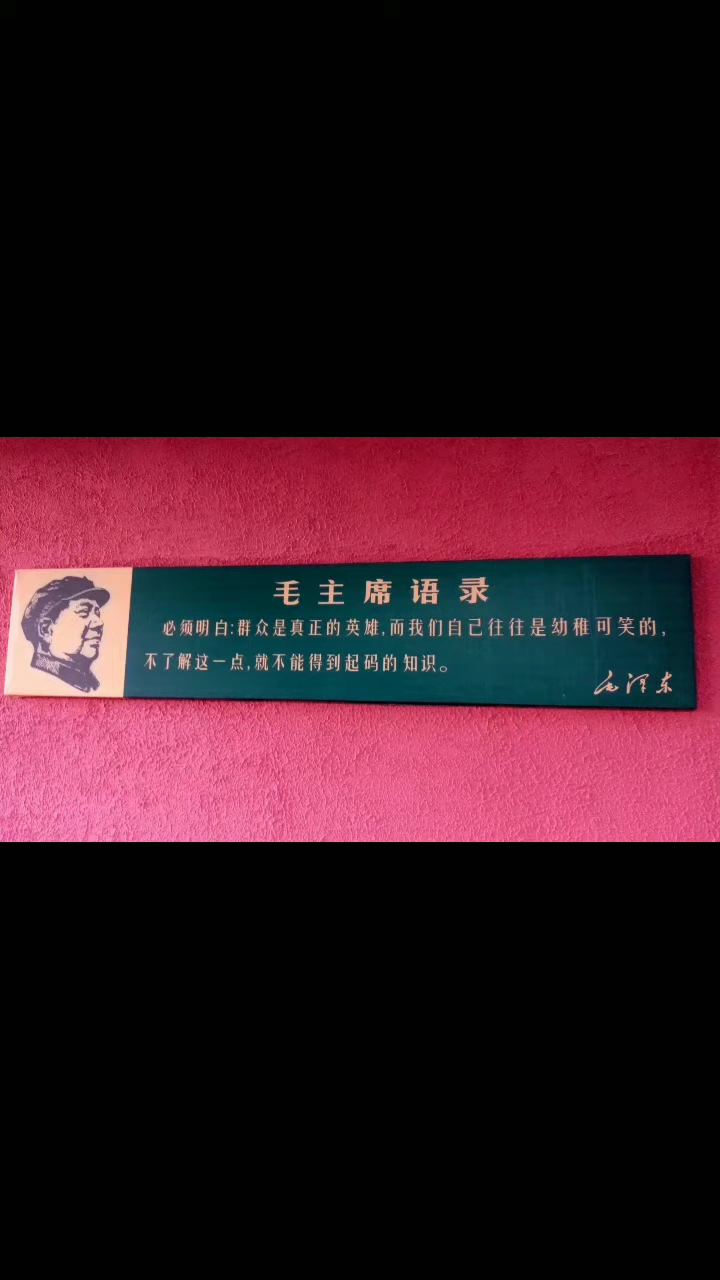 毛主席语录
必须明白:群众是真正的英雄,而我们自己往往是幼稚可笑的,
不了解这一点,就不能得到起码的知识。
毛泽东